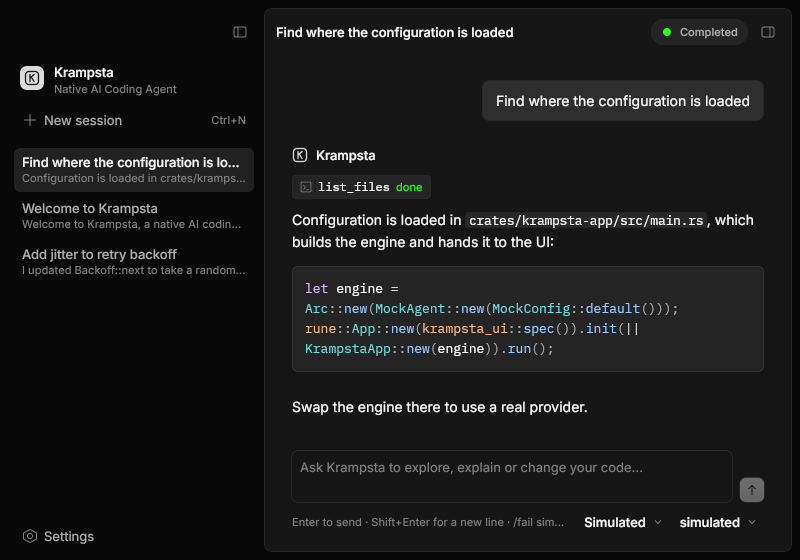 Krampsta
Native AI Coding Agent
New session
Ctrl+N
Find where the configuration is lo...
Configuration is loaded in crates/kramps...
Welcome to Krampsta
Welcome to Krampsta, a native AI codin...
Add jitter to retry backoff
I updated Backoff::next to take a random...
Settings
Find where the configuration is loaded
Completed
Find where the configuration is loaded
K Krampsta
list_files done
Configuration is loaded in crates/krampsta-app/src/main.rs, which
builds the engine and hands it to the UI:
let engine =
Arc::new(MockAgent::new(MockConfig::default()));
rune::App::new(krampsta_ui::spec()).init(||
KrampstaApp::new(engine)).run();
Swap the engine there to use a real provider.
Ask Krampsta to explore, explain or change your code...
Enter to send · Shift+Enter for a new line · /fail sim...
Simulated
simulated